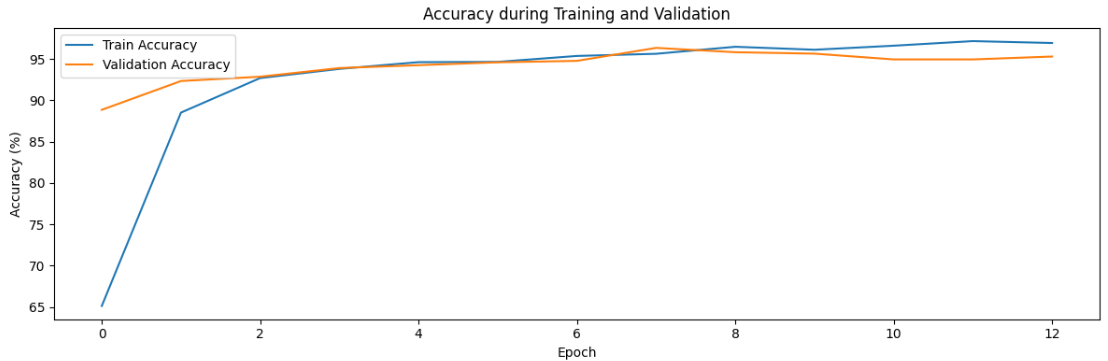 Accuracy during Training and Validation
Train Accuracy
Validation Accuracy
Accuracy (%)
95
90
85
80
75
70
65
0 2 4 6 8 10 12
Epoch